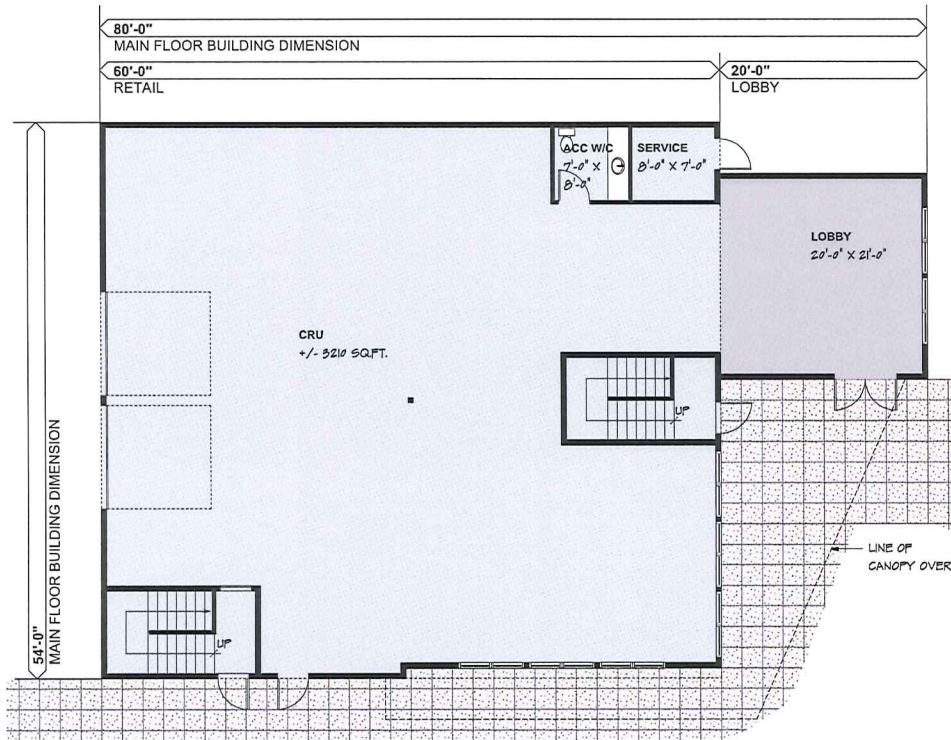 80'-0"
MAIN FLOOR BUILDING DIMENSION
60'-0"
RETAIL
20'-0"
LOBBY
ACC W/C
7'-0" X
8'-0"
SERVICE
8'-0" X 7'-0"
LOBBY
20'-0" X 21'-0"
CRU
+/- 3210 SQ.FT.
UP
54'-0"
MAIN FLOOR BUILDING DIMENSION
LINE OF
CANOPY OVER
UP